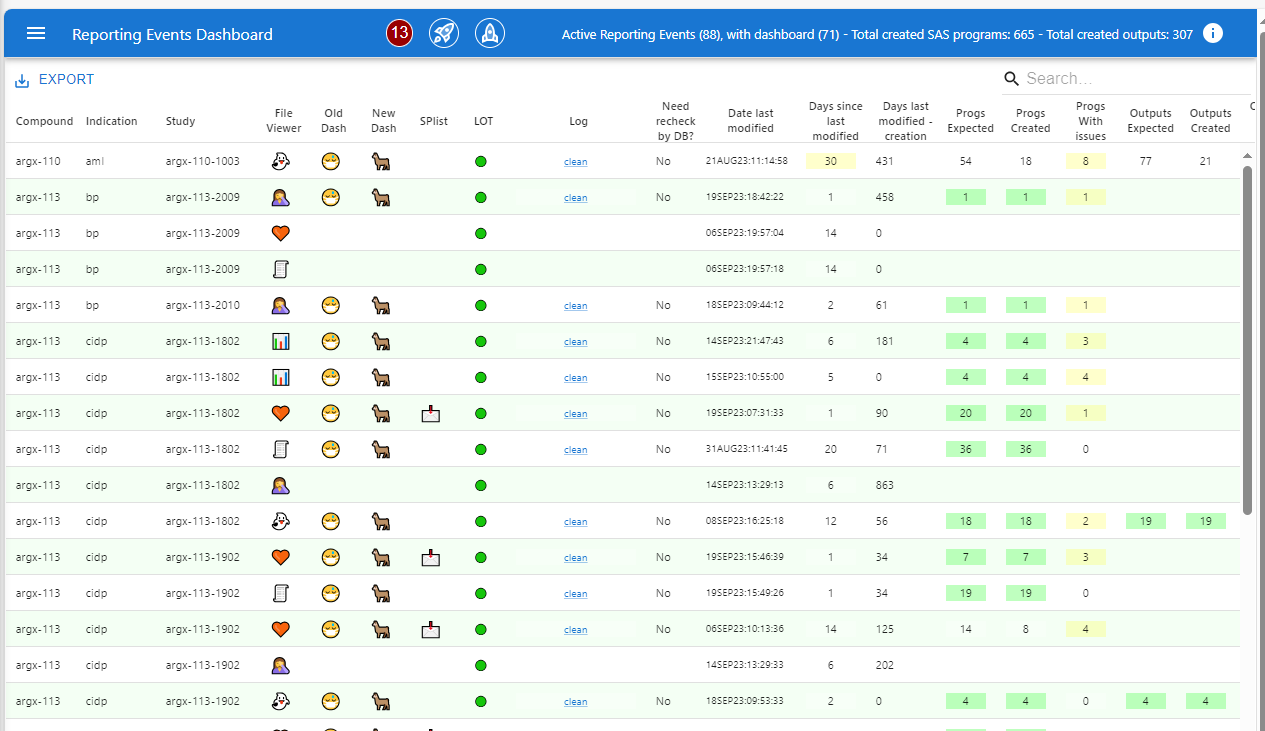 Reporting Events Dashboard 13 Active Reporting Events (88), with dashboard (71) - Total created SAS programs: 665 - Total created outputs: 307
EXPORT Search...
Compound Indication Study File Viewer Old Dash New Dash SPlist LOT Log Need recheck by DB? Date last modified Days since last modified Days last modified - creation Progs Expected Progs Created Progs With issues Outputs Expected Outputs Created
argx-110 aml argx-110-1003 clean No 21AUG23:11:14:58 30 431 54 18 8 77 21
argx-113 bp argx-113-2009 clean No 19SEP23:18:42:22 1 458 1 1 1
argx-113 bp argx-113-2009 06SEP23:19:57:04 14 0
argx-113 bp argx-113-2009 06SEP23:19:57:18 14 0
argx-113 bp argx-113-2010 clean No 18SEP23:09:44:12 2 61 1 1 1
argx-113 cidp argx-113-1802 clean No 14SEP23:21:47:43 6 181 4 4 3
argx-113 cidp argx-113-1802 clean No 15SEP23:10:55:00 5 0 4 4 4
argx-113 cidp argx-113-1802 clean No 19SEP23:07:31:33 1 90 20 20 1
argx-113 cidp argx-113-1802 clean No 31AUG23:11:41:45 20 71 36 36 0
argx-113 cidp argx-113-1802 14SEP23:13:29:13 6 863
argx-113 cidp argx-113-1802 clean No 08SEP23:16:25:18 12 56 18 18 2 19 19
argx-113 cidp argx-113-1902 clean No 19SEP23:15:46:39 1 34 7 7 3
argx-113 cidp argx-113-1902 clean No 19SEP23:15:49:26 1 34 19 19 0
argx-113 cidp argx-113-1902 clean No 06SEP23:10:13:36 14 125 14 8 4
argx-113 cidp argx-113-1902 14SEP23:13:29:33 6 202
argx-113 cidp argx-113-1902 clean No 18SEP23:09:53:33 2 0 4 4 0 4 4